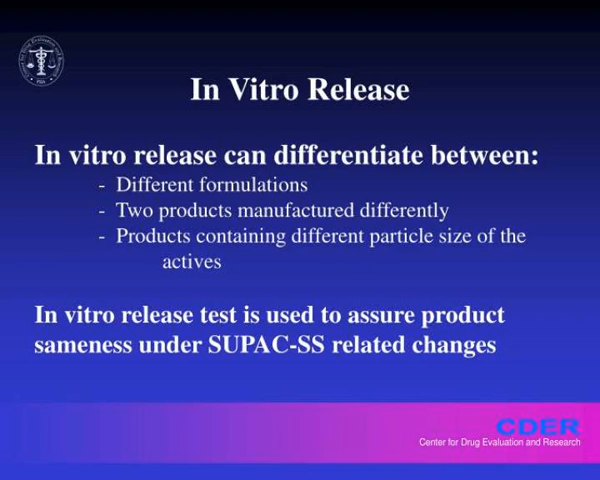 In Vitro Release
In vitro release can differentiate between:
- Different formulations
- Two products manufactured differently
- Products containing different particle size of the
actives
In vitro release test is used to assure product
sameness under SUPAC-SS related changes
CDER
Center for Drug Evaluation and Research